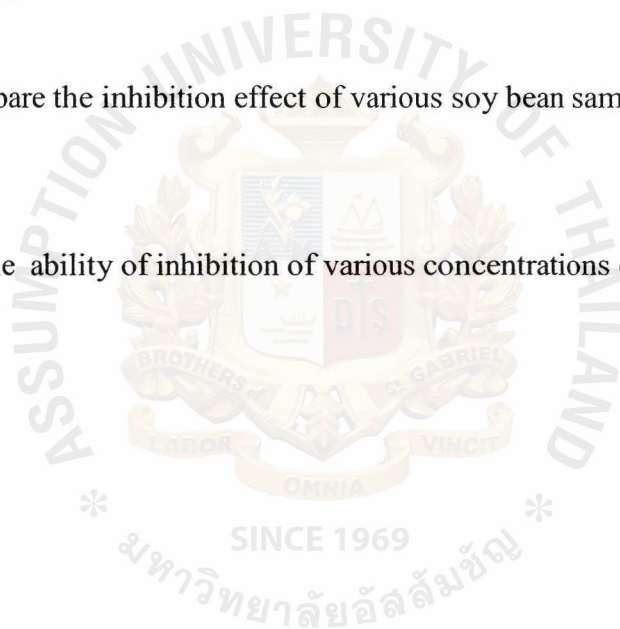 ASSUMPTION UNIVERSITY OF THAILAND
pare the inhibition effect of various soy bean sam
e ability of inhibition of various concentrations
D S
BROTHERS of St GABRIEL
LABOR
VINCIT
OMNIA
* SINCE 1969 *
มหาวิทยาลัยอัสสัมชัญ